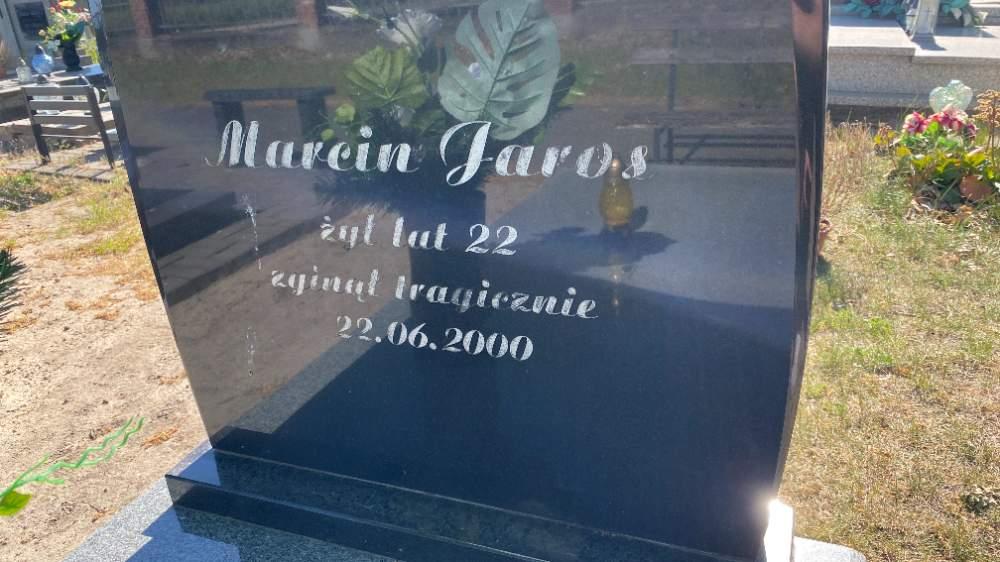 Marcin Jaros
żył lat 22
zginął tragicznie
22.06.2000